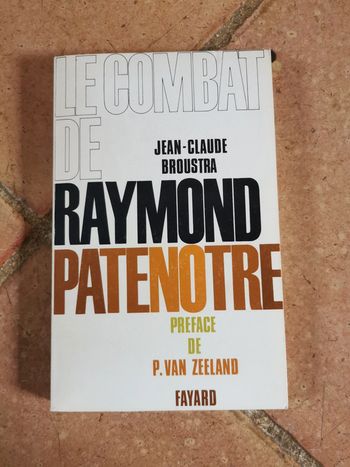 LE COMBAT
DE
JEAN-CLAUDE
BROUSTRA
RAYMOND
PATENOTRE
PREFACE
DE
P. VAN ZEELAND
FAYARD